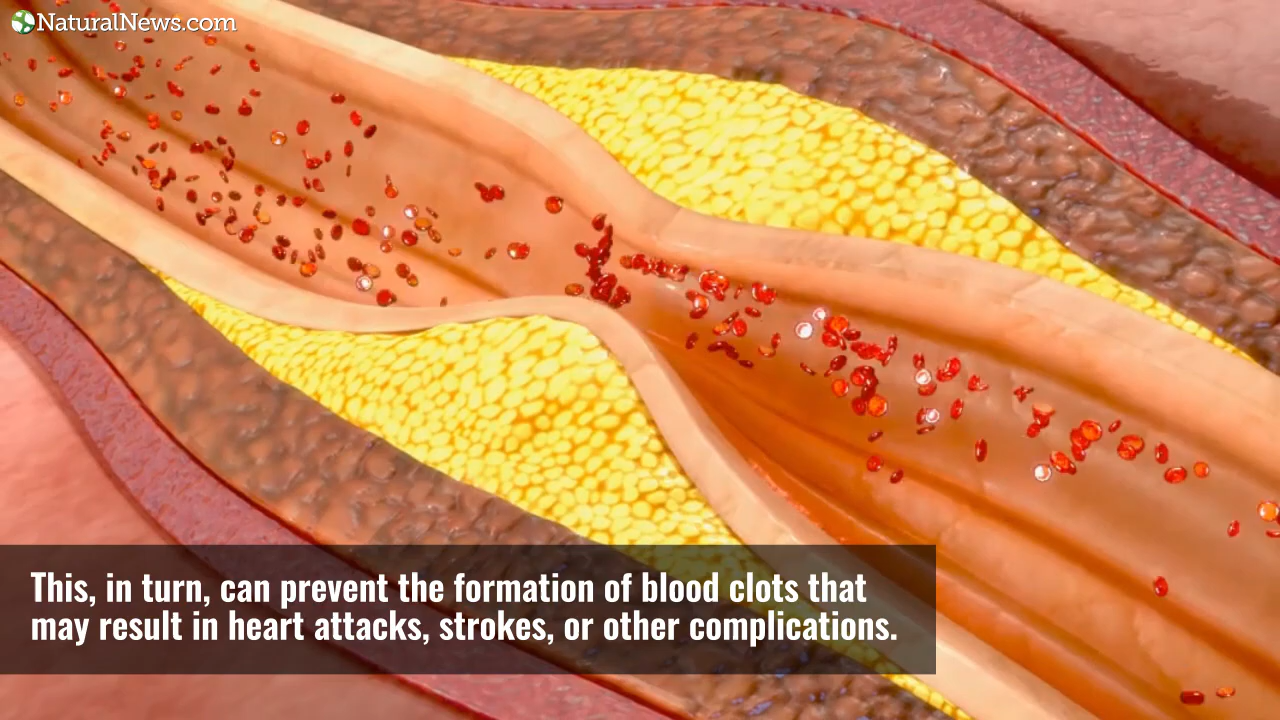 NaturalNews.com
This, in turn, can prevent the formation of blood clots that
may result in heart attacks, strokes, or other complications.